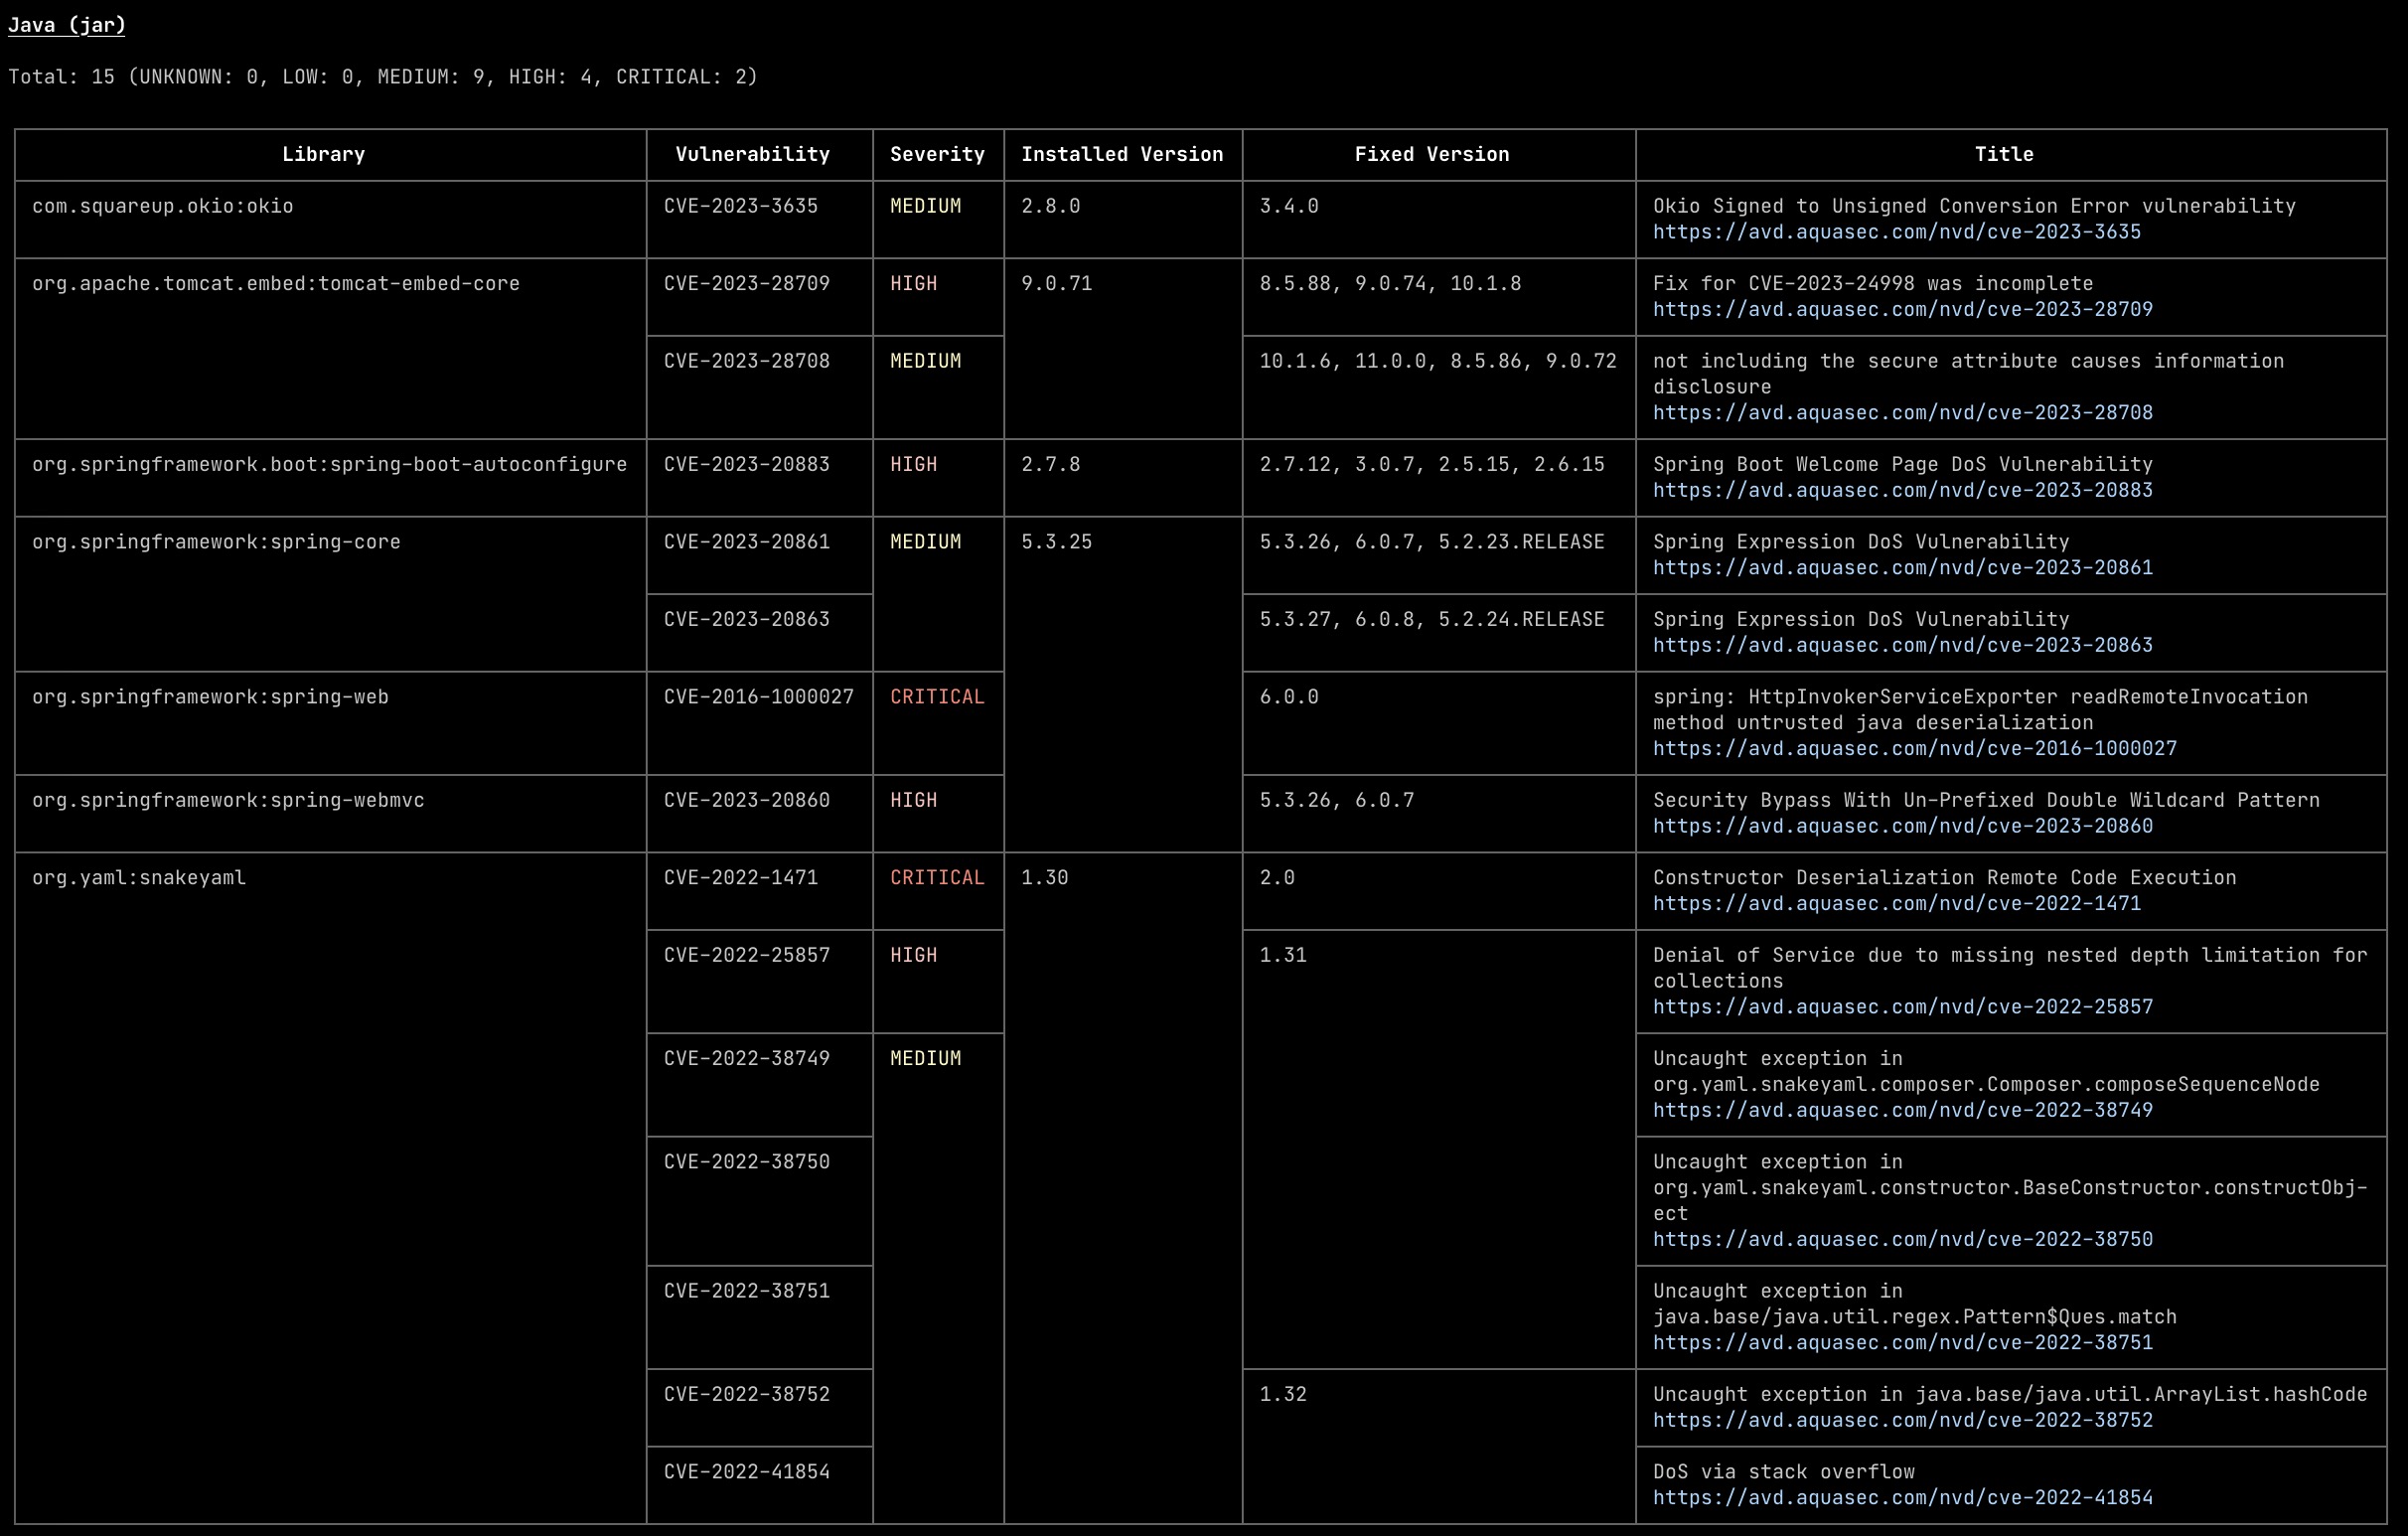 Java (jar)
Total: 15 (UNKNOWN: 0, LOW: 0, MEDIUM: 9, HIGH: 4, CRITICAL: 2)
Library Vulnerability Severity Installed Version Fixed Version Title
com.squareup.okio:okio CVE-2023-3635 MEDIUM 2.8.0 3.4.0 Okio Signed to Unsigned Conversion Error vulnerability
https://avd.aquasec.com/nvd/cve-2023-3635
org.apache.tomcat.embed:tomcat-embed-core CVE-2023-28709 HIGH 9.0.71 8.5.88, 9.0.74, 10.1.8 Fix for CVE-2023-24998 was incomplete
https://avd.aquasec.com/nvd/cve-2023-28709
CVE-2023-28708 MEDIUM 10.1.6, 11.0.0, 8.5.86, 9.0.72 not including the secure attribute causes information
disclosure
https://avd.aquasec.com/nvd/cve-2023-28708
org.springframework.boot:spring-boot-autoconfigure CVE-2023-20883 HIGH 2.7.8 2.7.12, 3.0.7, 2.5.15, 2.6.15 Spring Boot Welcome Page DoS Vulnerability
https://avd.aquasec.com/nvd/cve-2023-20883
org.springframework:spring-core CVE-2023-20861 MEDIUM 5.3.25 5.3.26, 6.0.7, 5.2.23.RELEASE Spring Expression DoS Vulnerability
https://avd.aquasec.com/nvd/cve-2023-20861
CVE-2023-20863 5.3.27, 6.0.8, 5.2.24.RELEASE Spring Expression DoS Vulnerability
https://avd.aquasec.com/nvd/cve-2023-20863
org.springframework:spring-web CVE-2016-1000027 CRITICAL 6.0.0 spring: HttpInvokerServiceExporter readRemoteInvocation
method untrusted java deserialization
https://avd.aquasec.com/nvd/cve-2016-1000027
org.springframework:spring-webmvc CVE-2023-20860 HIGH 5.3.26, 6.0.7 Security Bypass With Un-Prefixed Double Wildcard Pattern
https://avd.aquasec.com/nvd/cve-2023-20860
org.yaml:snakeyaml CVE-2022-1471 CRITICAL 1.30 2.0 Constructor Deserialization Remote Code Execution
https://avd.aquasec.com/nvd/cve-2022-1471
CVE-2022-25857 HIGH 1.31 Denial of Service due to missing nested depth limitation for
collections
https://avd.aquasec.com/nvd/cve-2022-25857
CVE-2022-38749 MEDIUM Uncaught exception in
org.yaml.snakeyaml.composer.Composer.composeSequenceNode
https://avd.aquasec.com/nvd/cve-2022-38749
CVE-2022-38750 Uncaught exception in
org.yaml.snakeyaml.constructor.BaseConstructor.constructObj-
ect
https://avd.aquasec.com/nvd/cve-2022-38750
CVE-2022-38751 Uncaught exception in
java.base/java.util.regex.Pattern$Ques.match
https://avd.aquasec.com/nvd/cve-2022-38751
CVE-2022-38752 1.32 Uncaught exception in java.base/java.util.ArrayList.hashCode
https://avd.aquasec.com/nvd/cve-2022-38752
CVE-2022-41854 DoS via stack overflow
https://avd.aquasec.com/nvd/cve-2022-41854